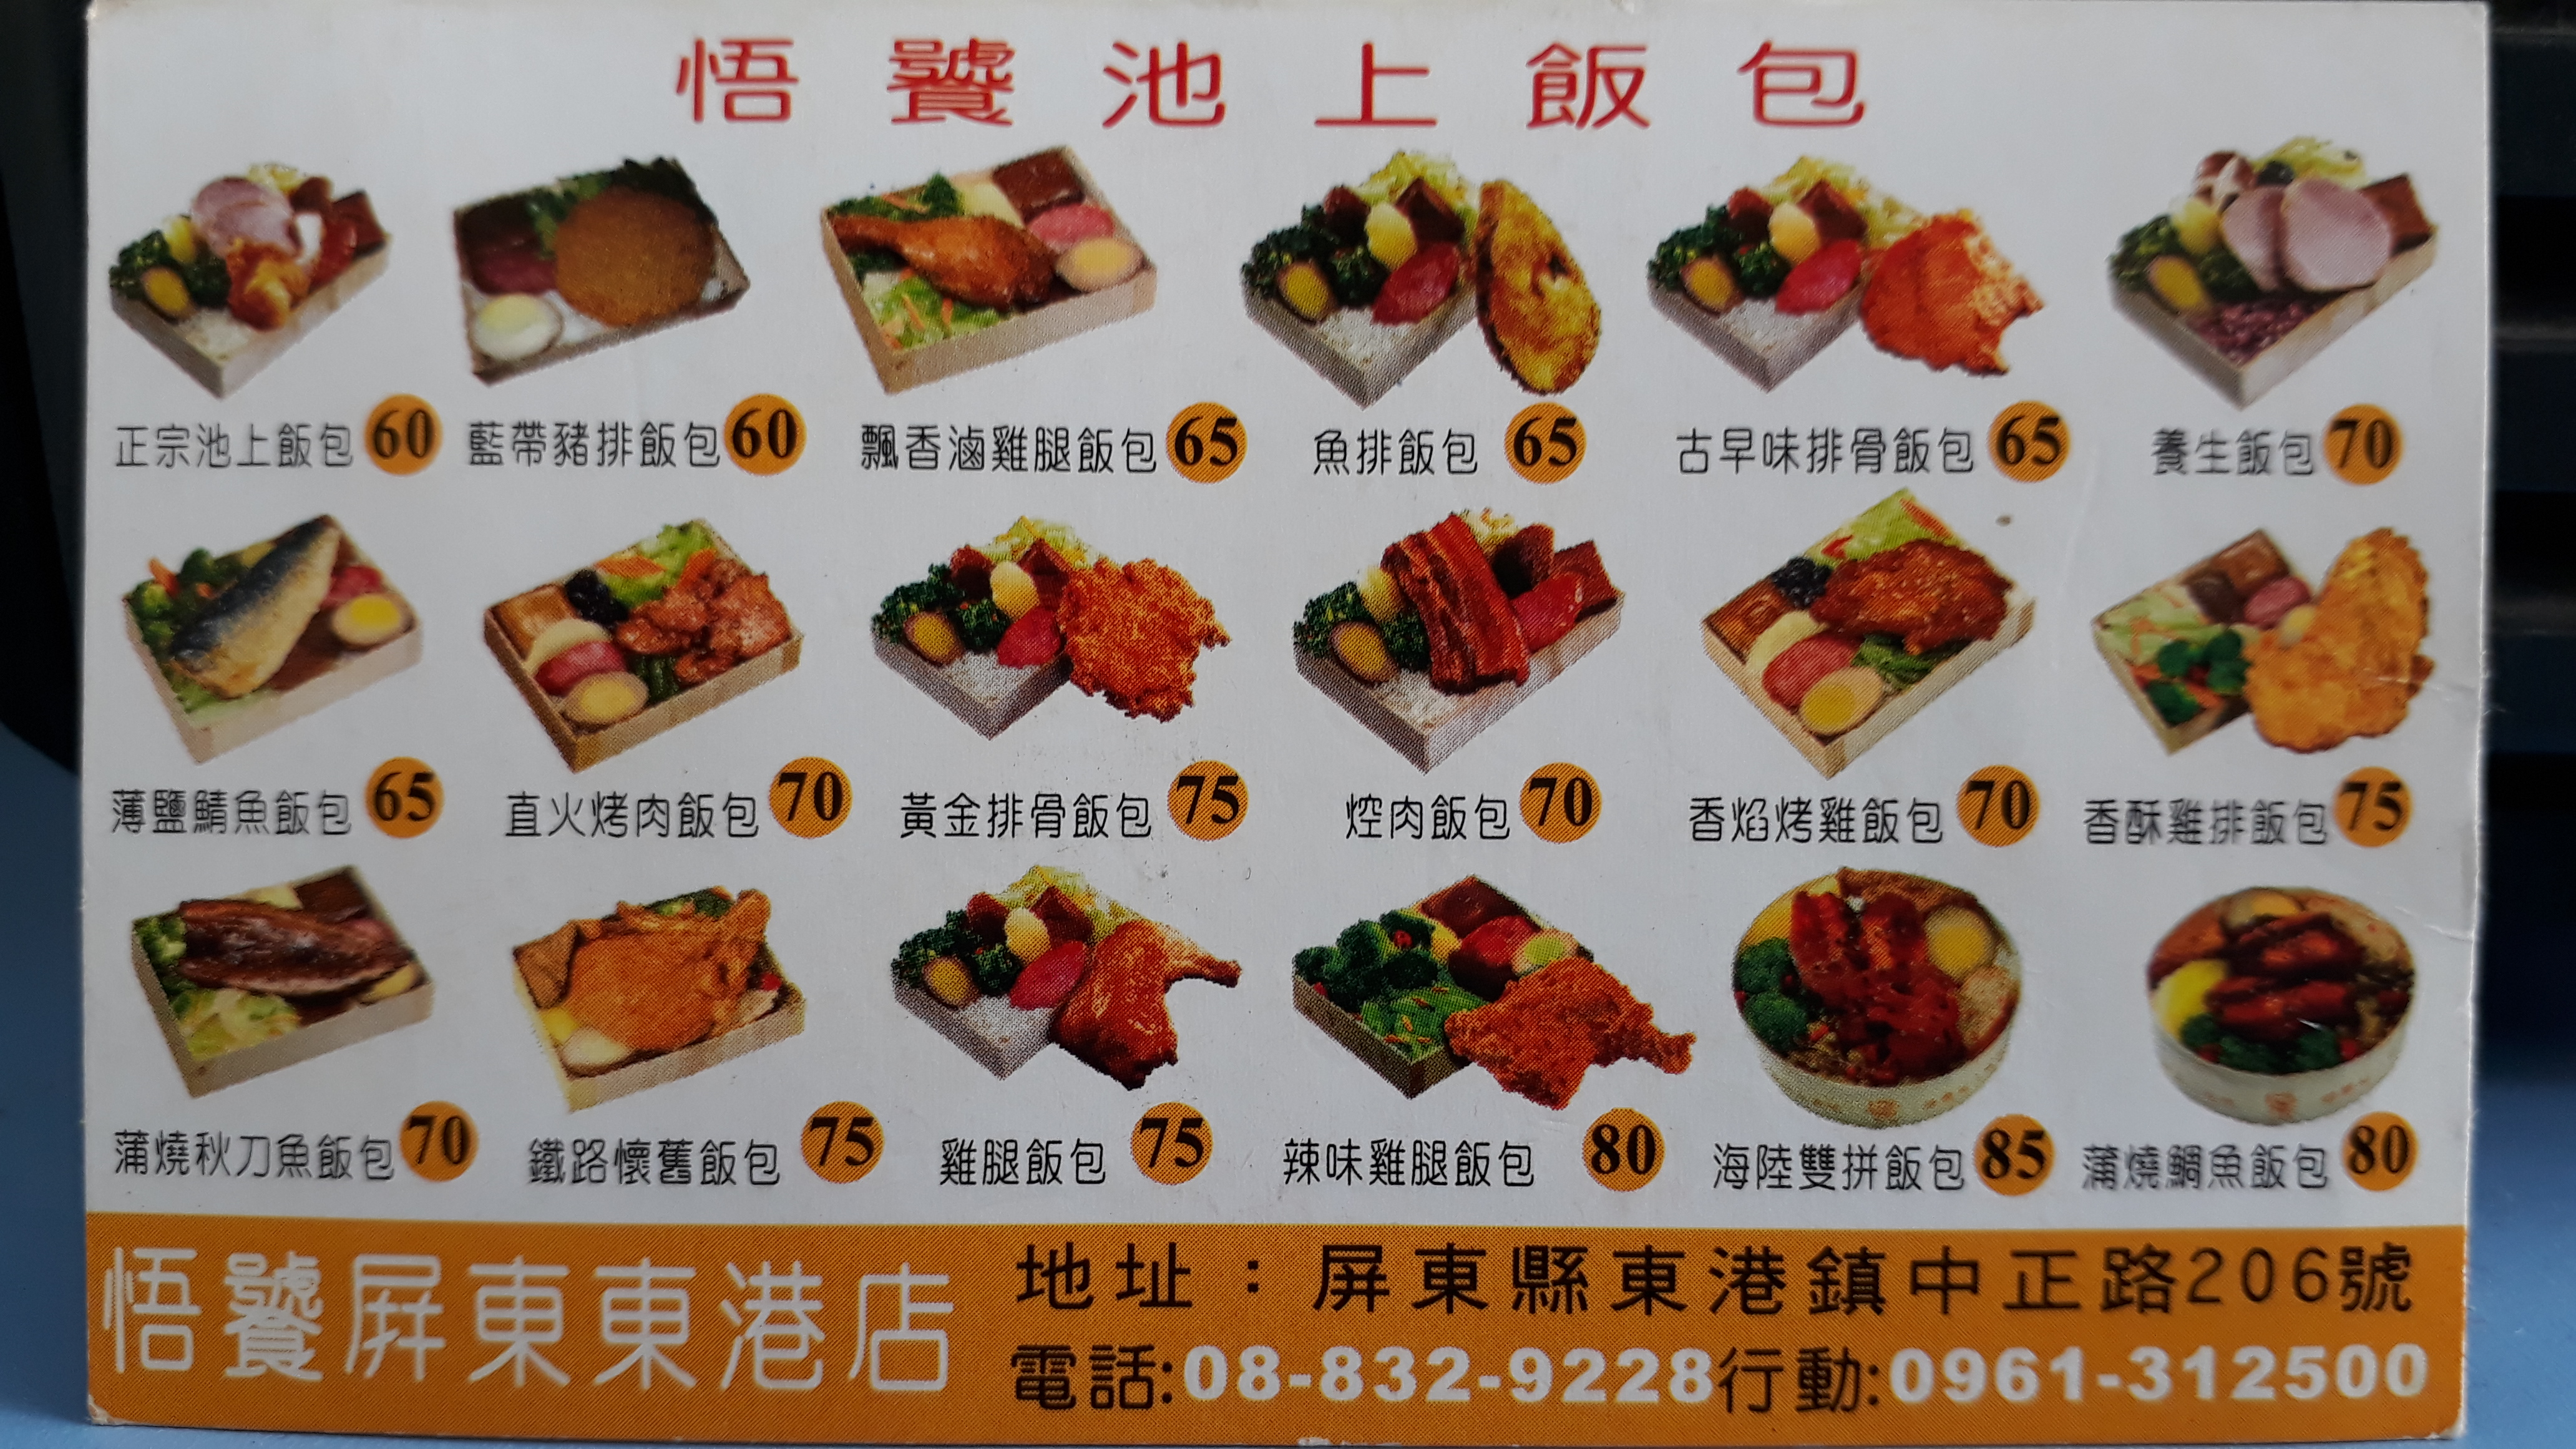 悟饕池上飯包
正宗池上飯包 60 藍帶豬排飯包 60 飄香滷雞腿飯包 65 魚排飯包 65 古早味排骨飯包 65 養生飯包 70
薄鹽鯖魚飯包 65 直火烤肉飯包 70 黃金排骨飯包 75 焢肉飯包 70 香焰烤雞飯包 70 香酥雞排飯包 75
蒲燒秋刀魚飯包 70 鐵路懷舊飯包 75 雞腿飯包 75 辣味雞腿飯包 80 海陸雙拼飯包 85 蒲燒鯛魚飯包 80
悟饕屏東東港店
地址：屏東縣東港鎮中正路206號
電話:08-832-9228行動:0961-312500